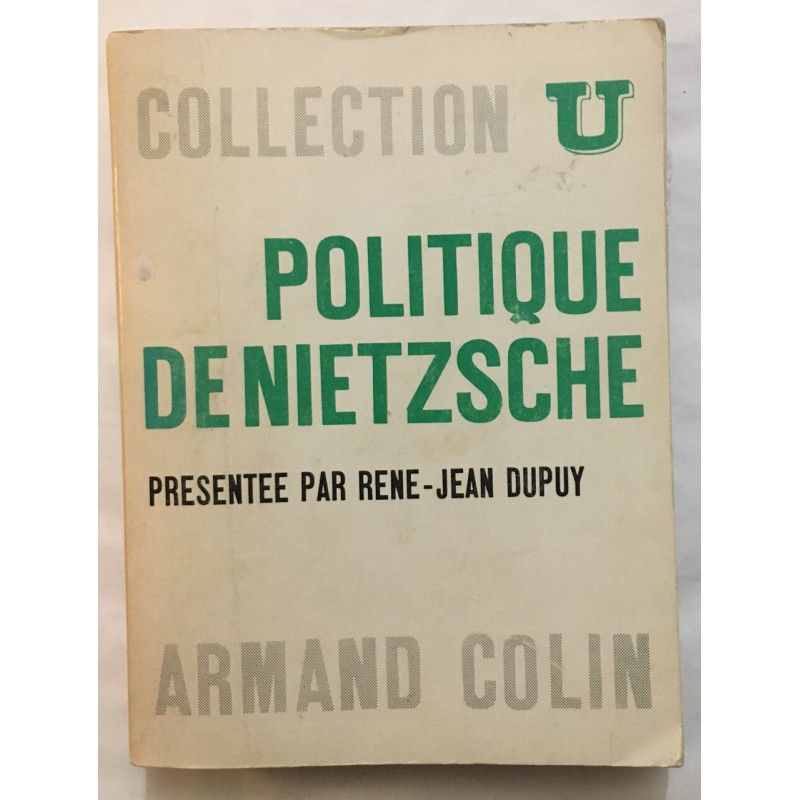 COLLECTION U
POLITIQUE
DE NIETZSCHE
PRESENTEE PAR RENE-JEAN DUPUY
ARMAND COLIN